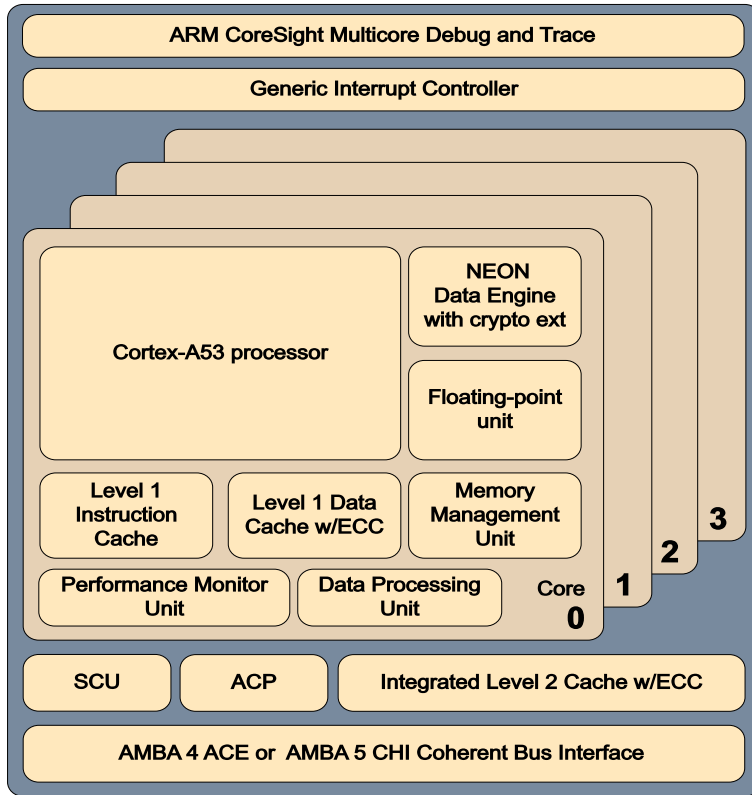 ARM CoreSight Multicore Debug and Trace
Generic Interrupt Controller
Cortex-A53 processor
NEON
Data Engine
with crypto ext
Floating-point
unit
Level 1
Instruction
Cache
Level 1 Data
Cache w/ECC
Memory
Management
Unit
Performance Monitor
Unit
Data Processing
Unit
Core
0
1
2
3
SCU
ACP
Integrated Level 2 Cache w/ECC
AMBA 4 ACE or  AMBA 5 CHI Coherent Bus Interface